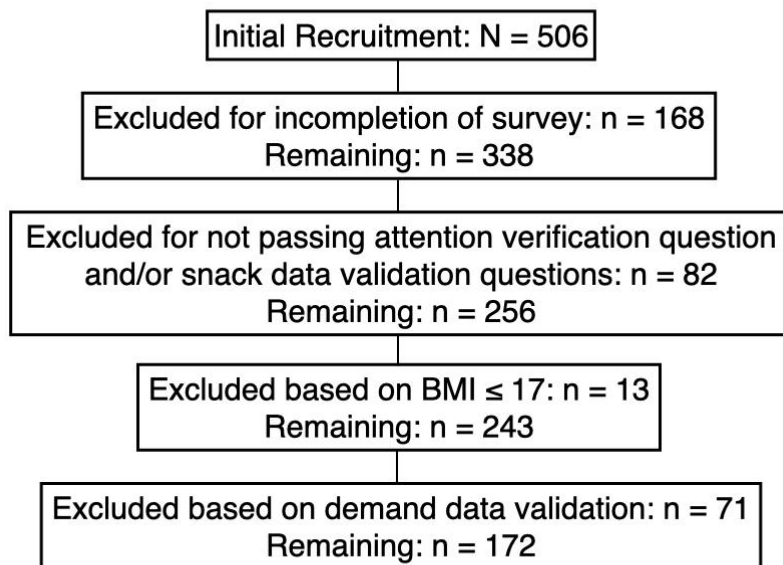 Initial Recruitment: N = 506
Excluded for incompletion of survey: n = 168
Remaining: n = 338
Excluded for not passing attention verification question
and/or snack data validation questions: n = 82
Remaining: n = 256
Excluded based on BMI ≤ 17: n = 13
Remaining: n = 243
Excluded based on demand data validation: n = 71
Remaining: n = 172